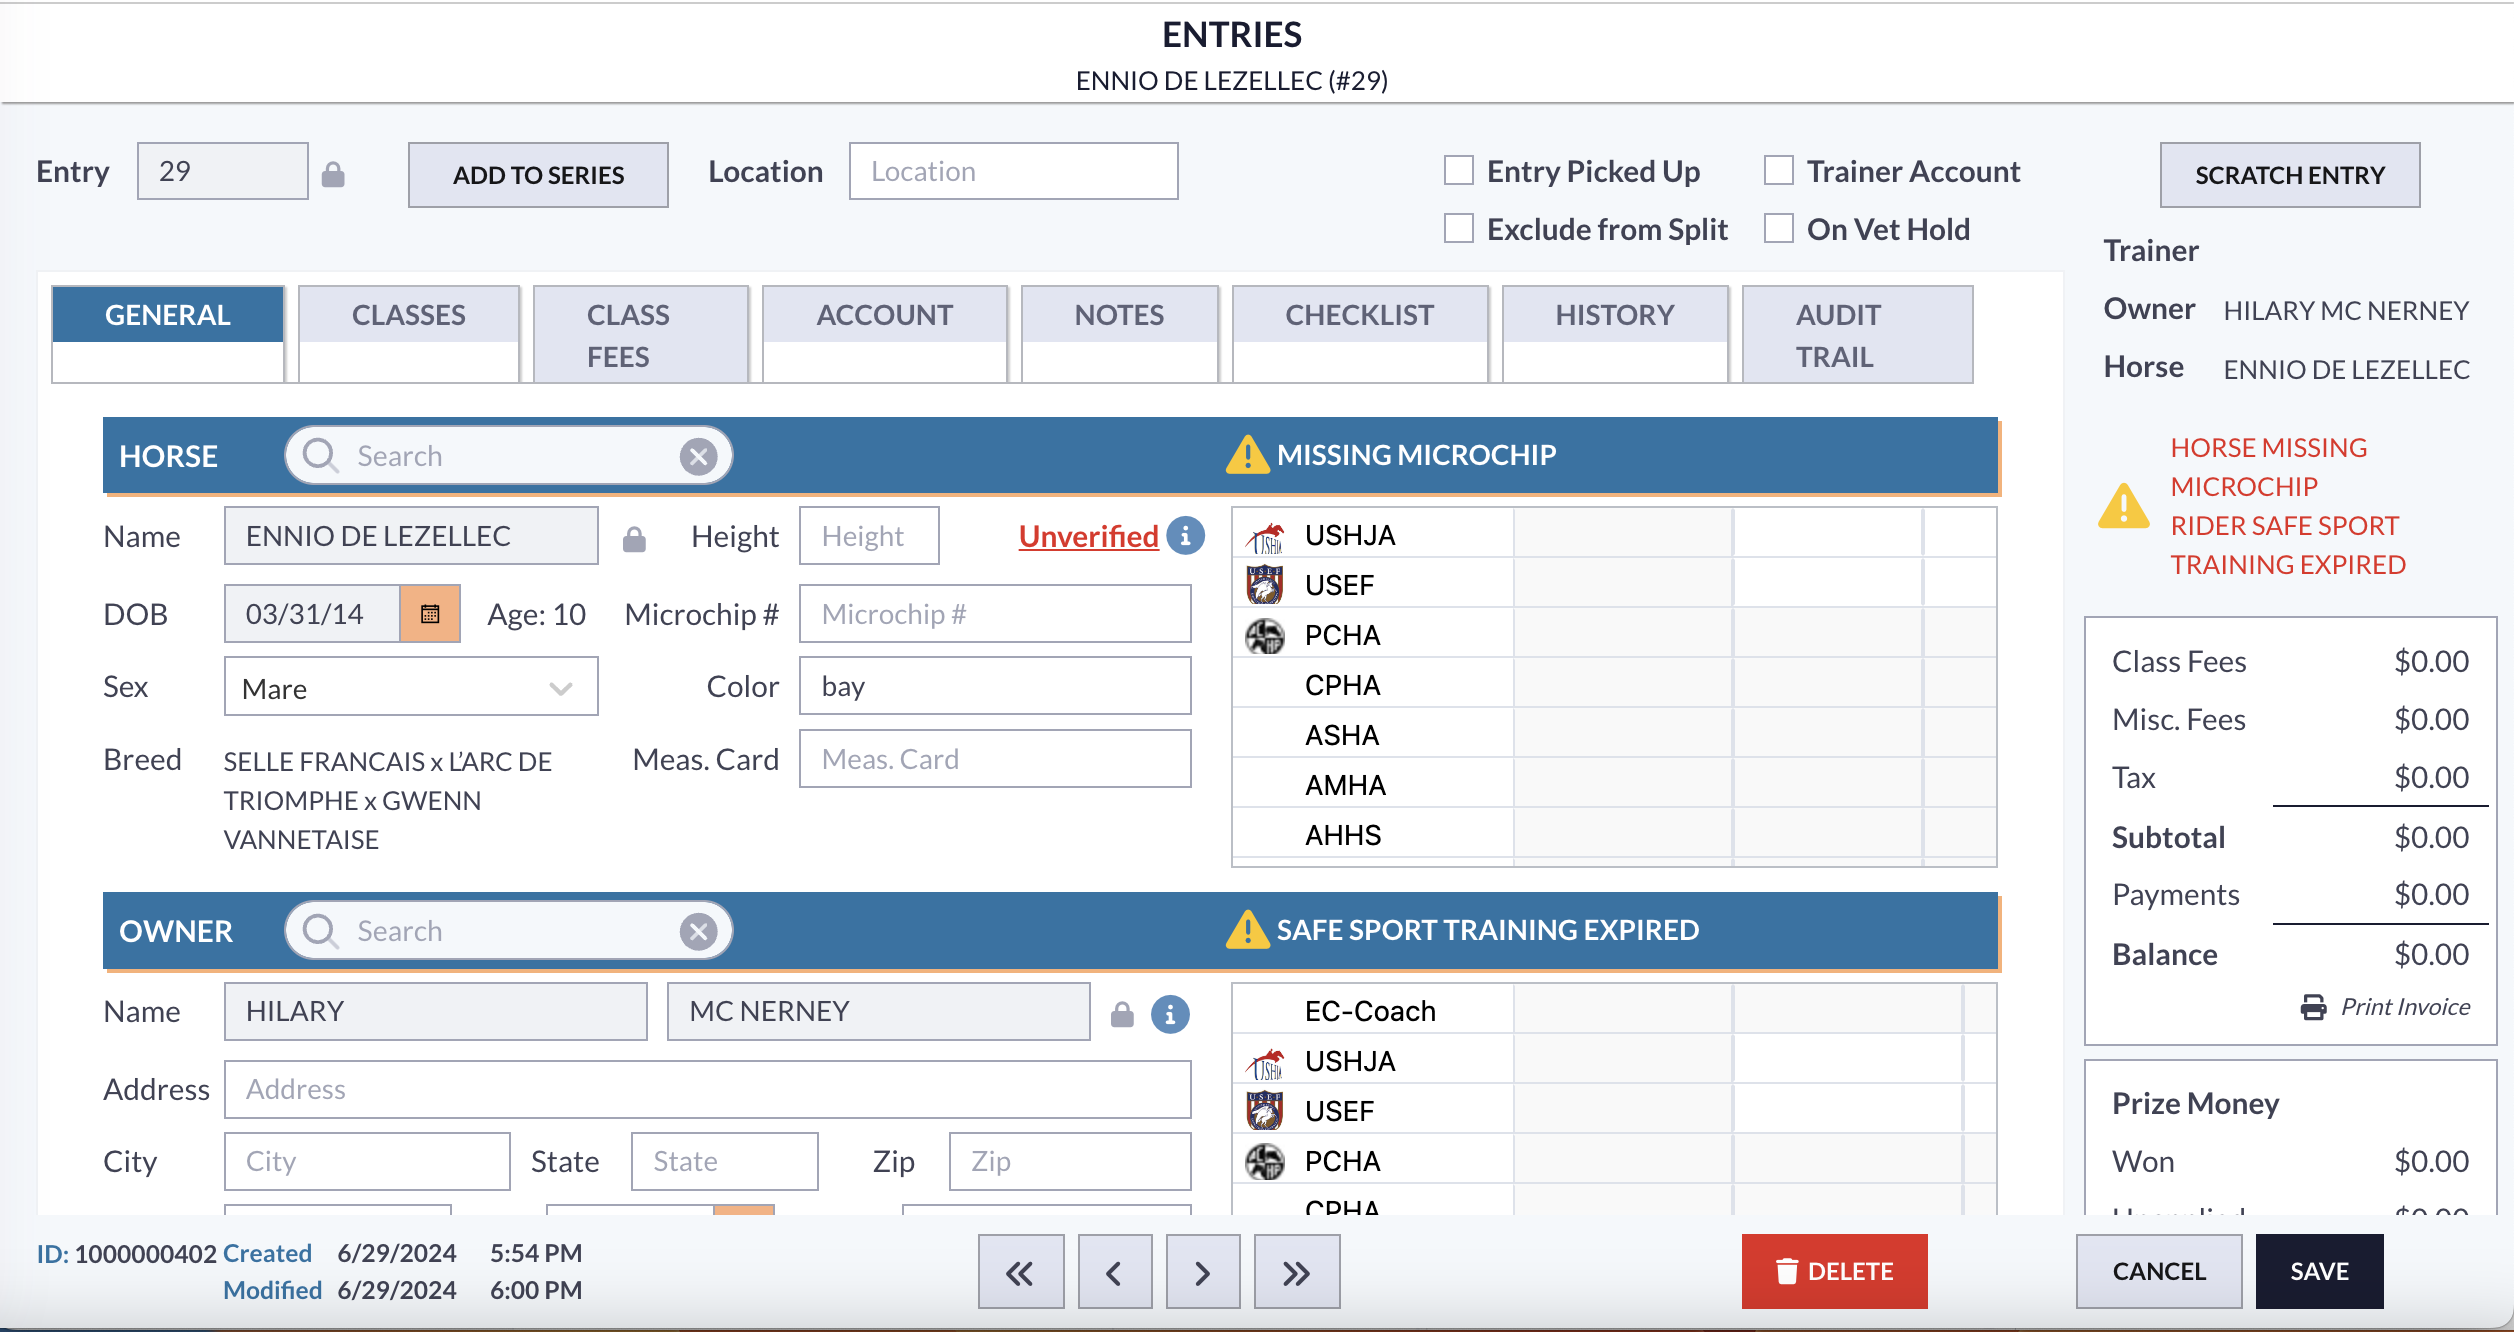 ENTRIES
ENNIO DE LEZELLEC (#29)
Entry 29 ADD TO SERIES Location Location
Entry Picked Up Trainer Account
Exclude from Split On Vet Hold
SCRATCH ENTRY
Trainer
Owner HILARY MC NERNEY
Horse ENNIO DE LEZELLEC
HORSE MISSING
MICROCHIP
RIDER SAFE SPORT
TRAINING EXPIRED
GENERAL CLASSES CLASS FEES ACCOUNT NOTES CHECKLIST HISTORY AUDIT TRAIL
HORSE Search MISSING MICROCHIP
Name ENNIO DE LEZELLEC Height Height Unverified
DOB 03/31/14 Age: 10 Microchip # Microchip #
Sex Mare Color bay
Breed SELLE FRANCAIS x L'ARC DE
TRIOMPHE x GWENN
VANNETAISE
Meas. Card Meas. Card
USHJA
USEF
PCHA
CPHA
ASHA
AMHA
AHHS
OWNER Search SAFE SPORT TRAINING EXPIRED
Name HILARY MC NERNEY
Address Address
City City State State Zip Zip
EC-Coach
USHJA
USEF
PCHA
CPHA
Class Fees $0.00
Misc. Fees $0.00
Tax $0.00
Subtotal $0.00
Payments $0.00
Balance $0.00
Print Invoice
Prize Money
Won $0.00
ID: 1000000402 Created 6/29/2024 5:54 PM
Modified 6/29/2024 6:00 PM
DELETE
CANCEL
SAVE